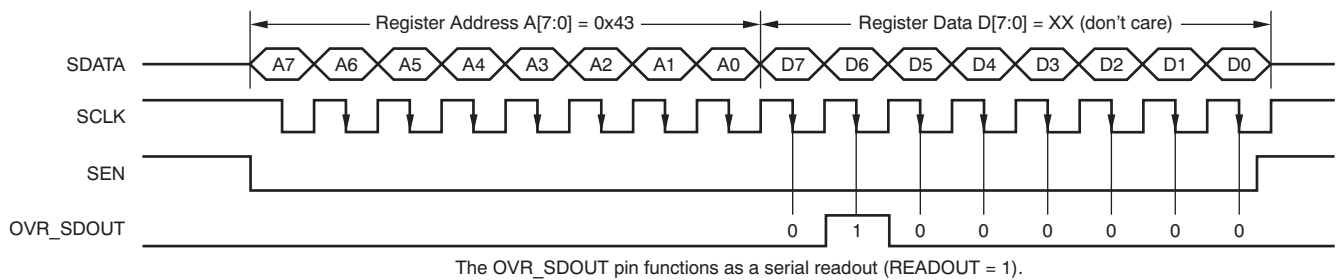 Register Address A[7:0] = 0x43 Register Data D[7:0] = XX (don't care)
SDATA A7 A6 A5 A4 A3 A2 A1 A0 D7 D6 D5 D4 D3 D2 D1 D0
SCLK
SEN
OVR_SDOUT 0 1 0 0 0 0 0 0
The OVR_SDOUT pin functions as a serial readout (READOUT = 1).